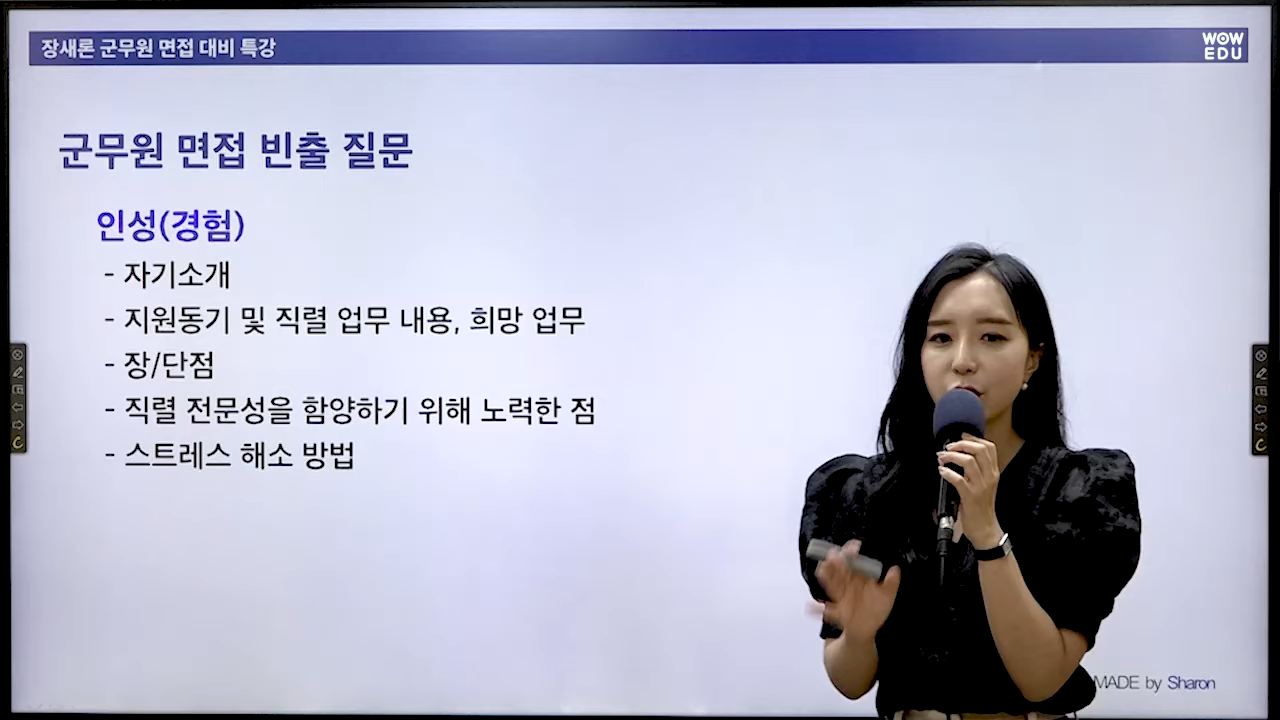 장새론 군무원 면접 대비 특강
WOW
EDU
군무원 면접 빈출 질문
인성(경험)
- 자기소개
- 지원동기 및 직렬 업무 내용, 희망 업무
- 장/단점
- 직렬 전문성을 함양하기 위해 노력한 점
- 스트레스 해소 방법
MADE by Sharon